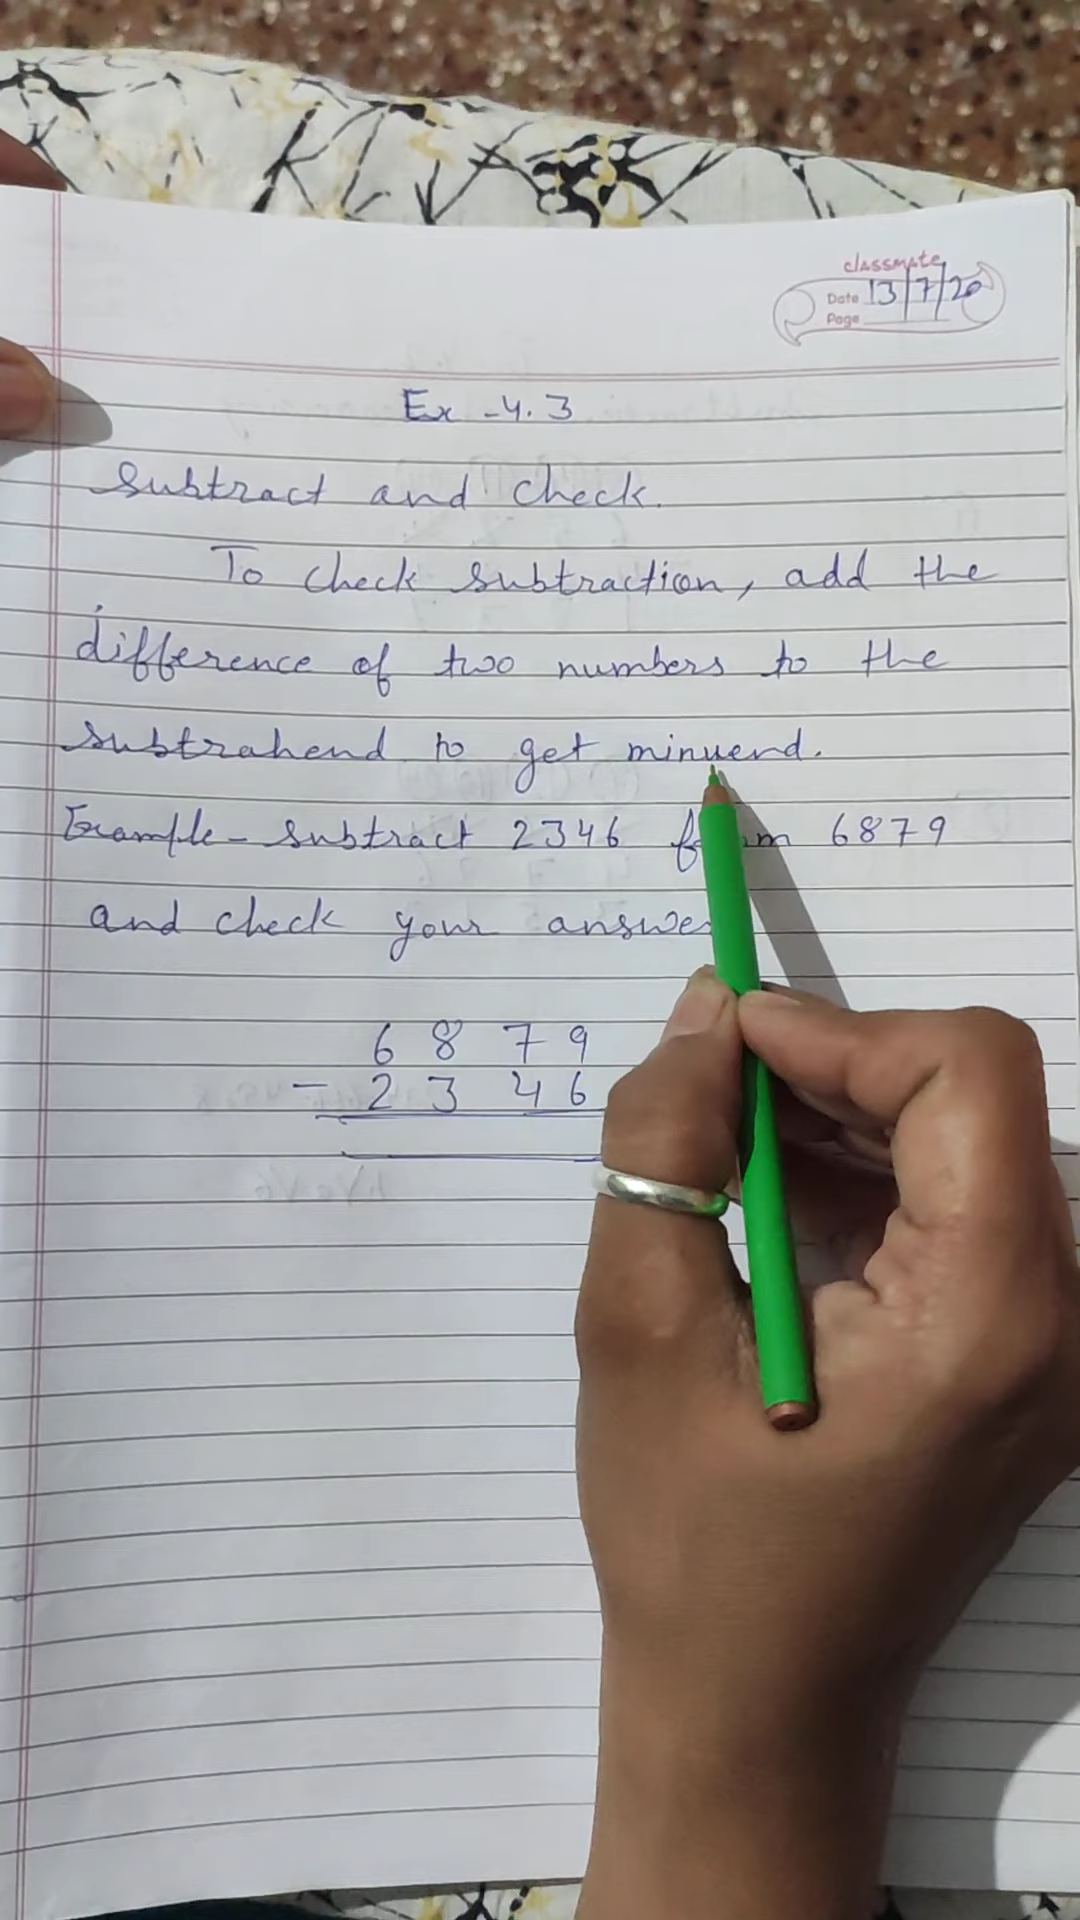 classmate
Date 13/7/20
Page
Ex - 4.3
Subtract and check.
To check subtraction, add the
difference of two numbers to the
subtrahend to get minuend.
Example - Subtract 2346 6879
and check your
6 8 7 9
- 2 3 4 6